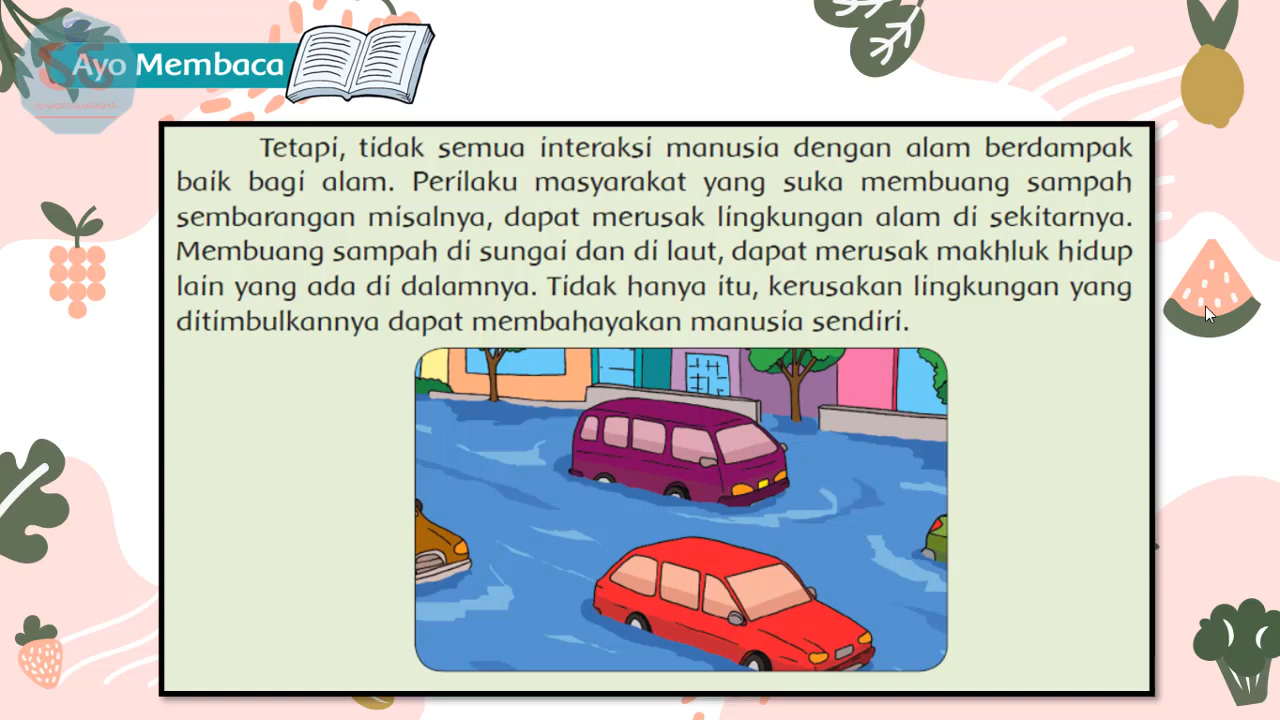 Ayo Membaca
Tetapi, tidak semua interaksi manusia dengan alam berdampak
baik bagi alam. Perilaku masyarakat yang suka membuang sampah
sembarangan misalnya, dapat merusak lingkungan alam di sekitarnya.
Membuang sampah di sungai dan di laut, dapat merusak makhluk hidup
lain yang ada di dalamnya. Tidak hanya itu, kerusakan lingkungan yang
ditimbulkannya dapat membahayakan manusia sendiri.